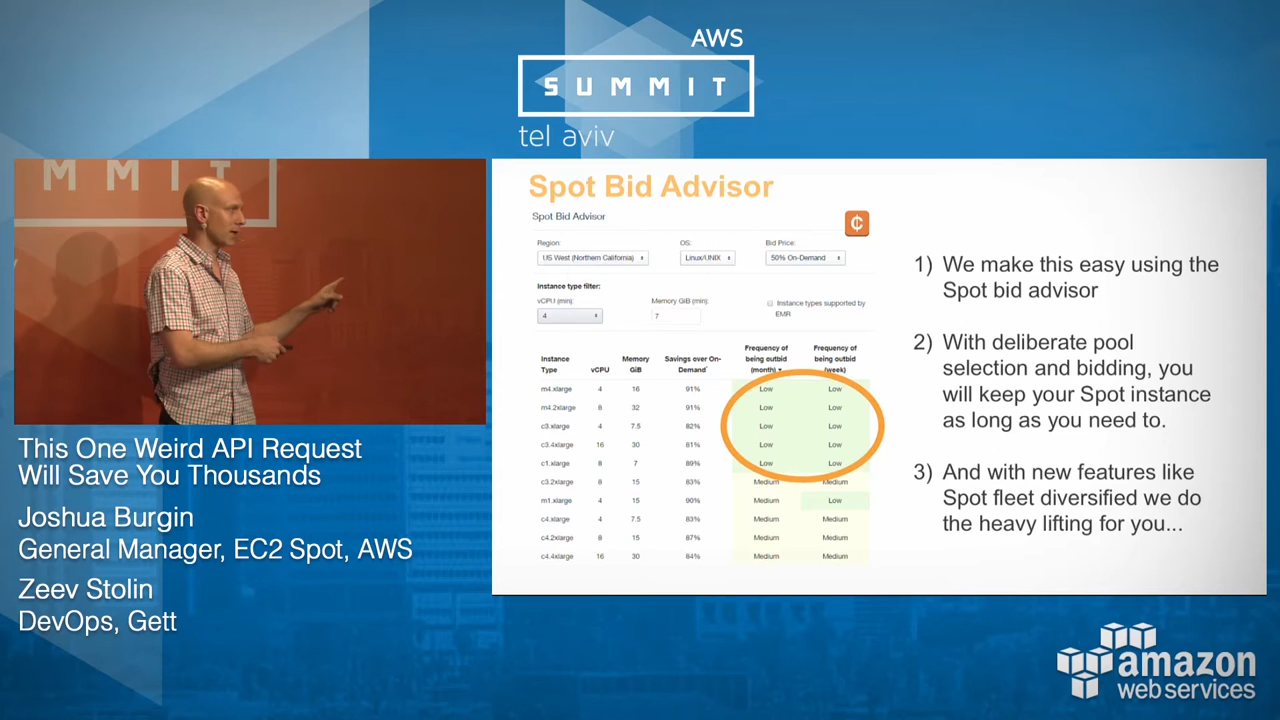 AWS
SUMMIT
tel aviv
MMIT
This One Weird API Request
Will Save You Thousands
Joshua Burgin
General Manager, EC2 Spot, AWS
Zeev Stolin
DevOps, Gett
Spot Bid Advisor
Spot Bid Advisor
¢
Region: OS: Bid Price:
US West (Northern California) Linux/UNIX 50% On-Demand
Instance type filter:
vCPU (min): Memory GiB (min): Instance types supported by
4 7 EMR
Frequency of Frequency of
Instance Memory Savings over On- being outbid being outbid
Type vCPU GiB Demand* (month) (week)
m4.xlarge 4 16 91% Low Low
m4.2xlarge 8 32 91% Low Low
c3.xlarge 4 7.5 82% Low Low
c3.4xlarge 16 30 81% Low Low
c1.xlarge 8 7 89% Low Low
c3.2xlarge 8 15 83% Medium Medium
m1.xlarge 4 15 90% Medium Low
c4.xlarge 4 7.5 83% Medium Medium
c4.2xlarge 8 15 87% Medium Medium
c4.4xlarge 16 30 84% Medium Medium
1) We make this easy using the
Spot bid advisor
2) With deliberate pool
selection and bidding, you
will keep your Spot instance
as long as you need to.
3) And with new features like
Spot fleet diversified we do
the heavy lifting for you...
amazon
web services